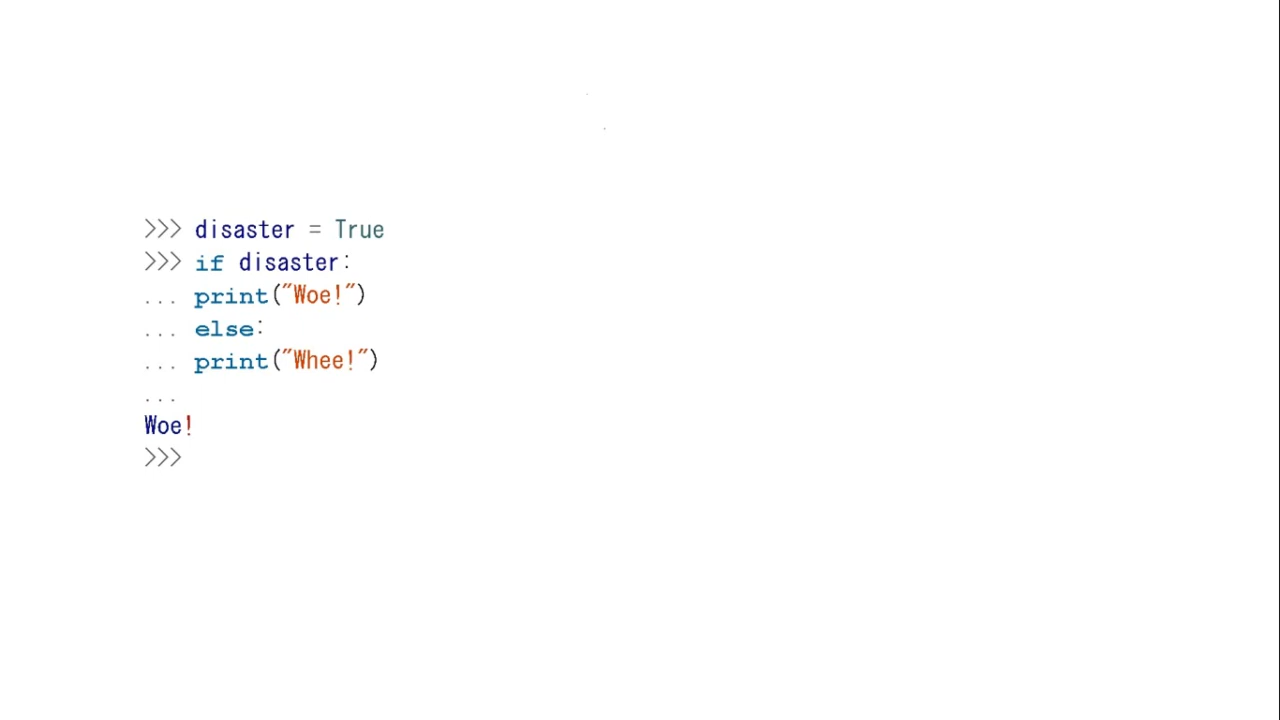 >>> disaster = True
>>> if disaster:
... print("Woe!")
... else:
... print("Whee!")
...
Woe!
>>>